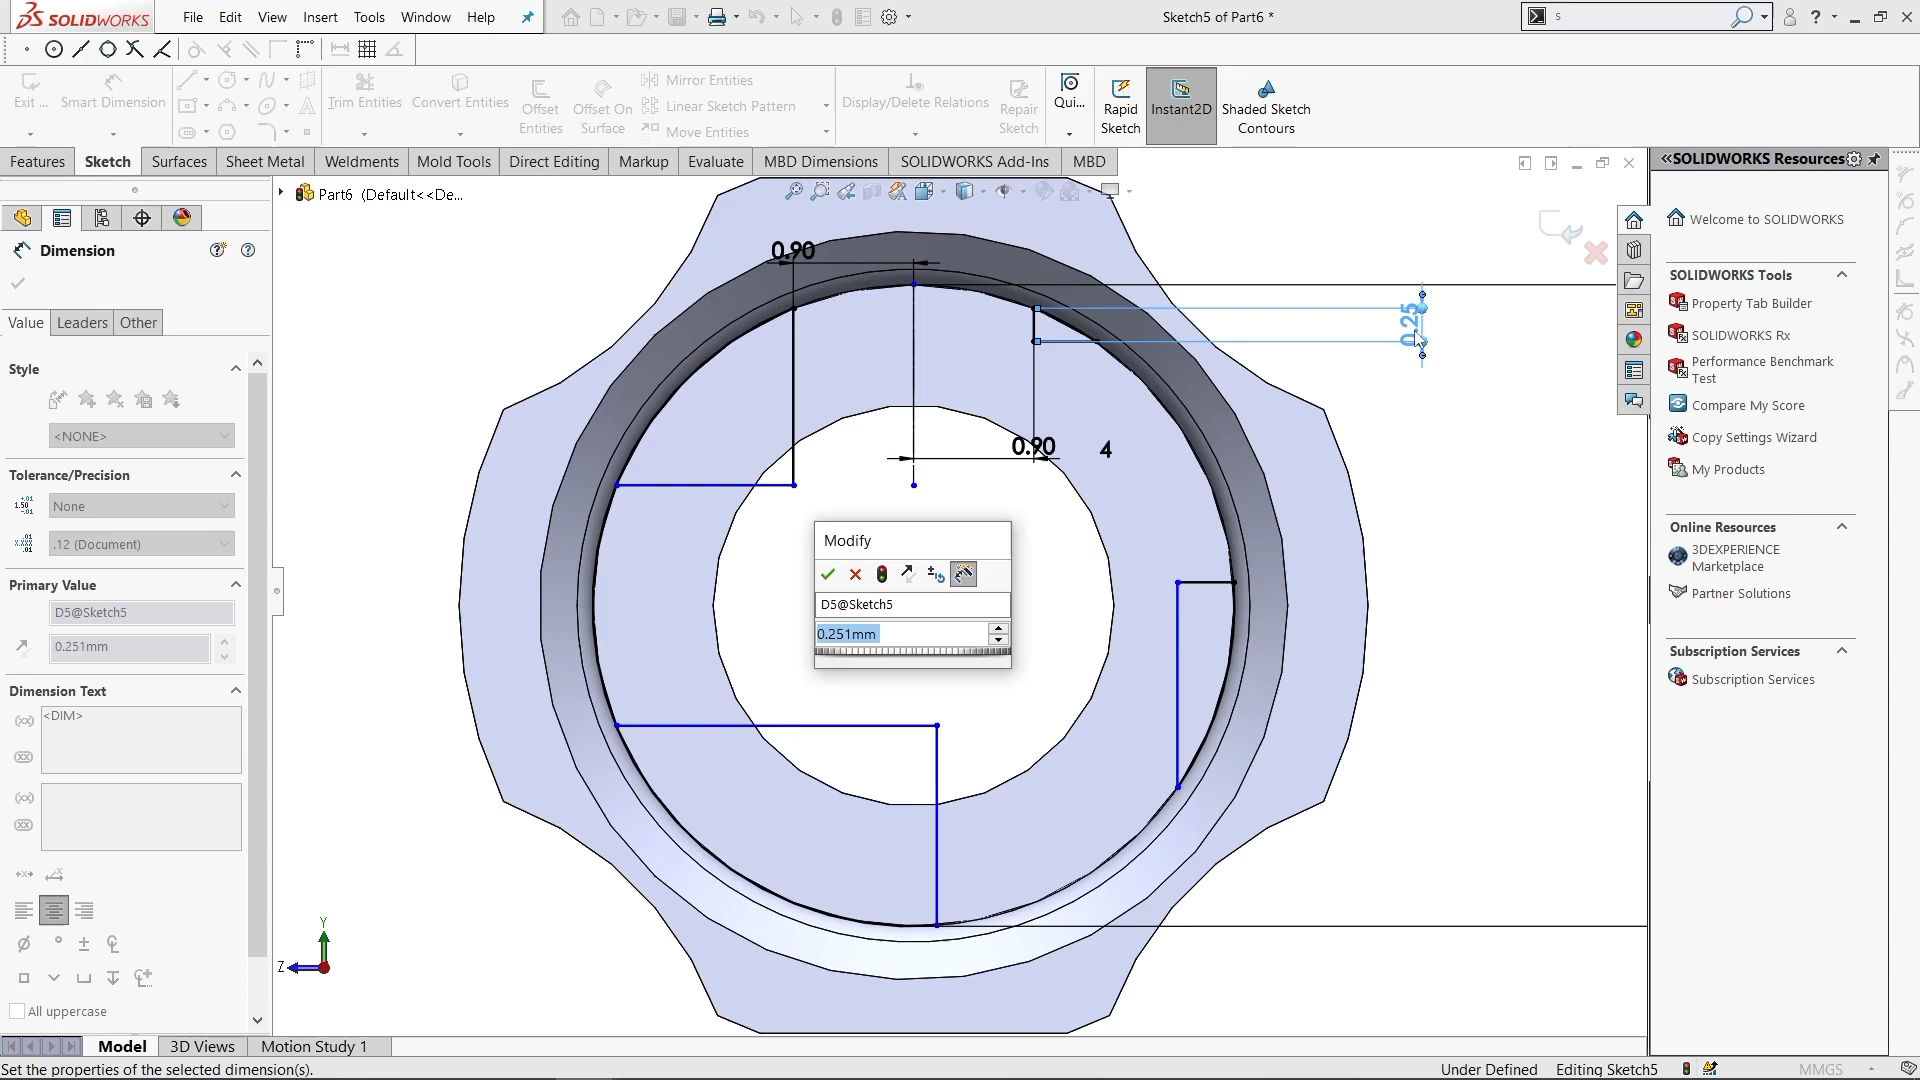 SOLIDWORKS File Edit View Insert Tools Window Help Sketch5 of Part6 * s ?
Exit ... Smart Dimension Trim Entities Convert Entities Offset Entities Offset On Surface Mirror Entities Linear Sketch Pattern Move Entities Display/Delete Relations Repair Sketch Qui... Rapid Sketch Instant2D Shaded Sketch Contours
Features Sketch Surfaces Sheet Metal Weldments Mold Tools Direct Editing Markup Evaluate MBD Dimensions SOLIDWORKS Add-Ins MBD
Part6 (Default<<De...
Dimension
Value Leaders Other
Style
<NONE>
Tolerance/Precision
None
.12 (Document)
Primary Value
D5@Sketch5
0.251mm
Dimension Text
<DIM>
All uppercase
0.90
0.25
0.90
4
Modify
D5@Sketch5
0.251mm
Y
Z
SOLIDWORKS Resources
Welcome to SOLIDWORKS
SOLIDWORKS Tools
Property Tab Builder
SOLIDWORKS Rx
Performance Benchmark
Test
Compare My Score
Copy Settings Wizard
My Products
Online Resources
3DEXPERIENCE
Marketplace
Partner Solutions
Subscription Services
Subscription Services
Model 3D Views Motion Study 1
Set the properties of the selected dimension(s). Under Defined Editing Sketch5 MMGS